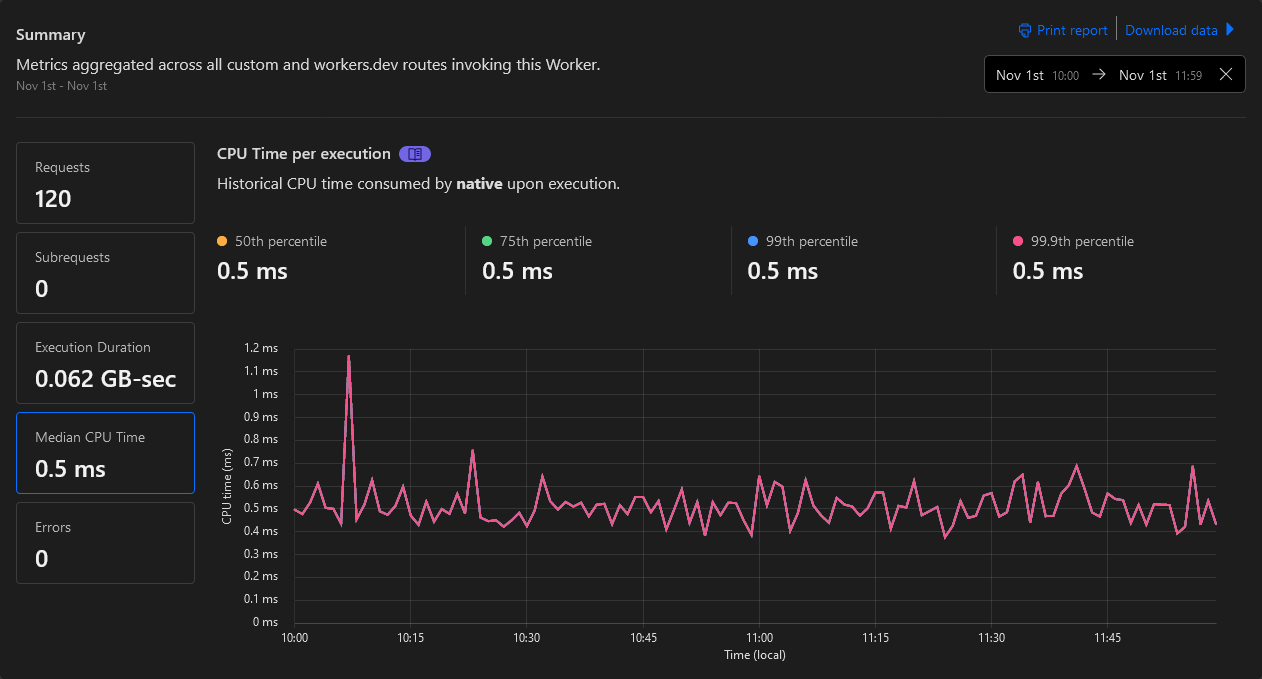 Summary
Print report
Download data
Metrics aggregated across all custom and workers.dev routes invoking this Worker.
Nov 1st - Nov 1st
Nov 1st 10:00 → Nov 1st 11:59
Requests
120
Subrequests
0
Execution Duration
0.062 GB-sec
Median CPU Time
0.5 ms
Errors
0
CPU Time per execution
Historical CPU time consumed by native upon execution.
50th percentile
0.5 ms
75th percentile
0.5 ms
99th percentile
0.5 ms
99.9th percentile
0.5 ms
CPU time (ms)
1.2 ms
1.1 ms
1 ms
0.9 ms
0.8 ms
0.7 ms
0.6 ms
0.5 ms
0.4 ms
0.3 ms
0.2 ms
0.1 ms
0 ms
10:00 10:15 10:30 10:45 11:00 11:15 11:30 11:45
Time (local)